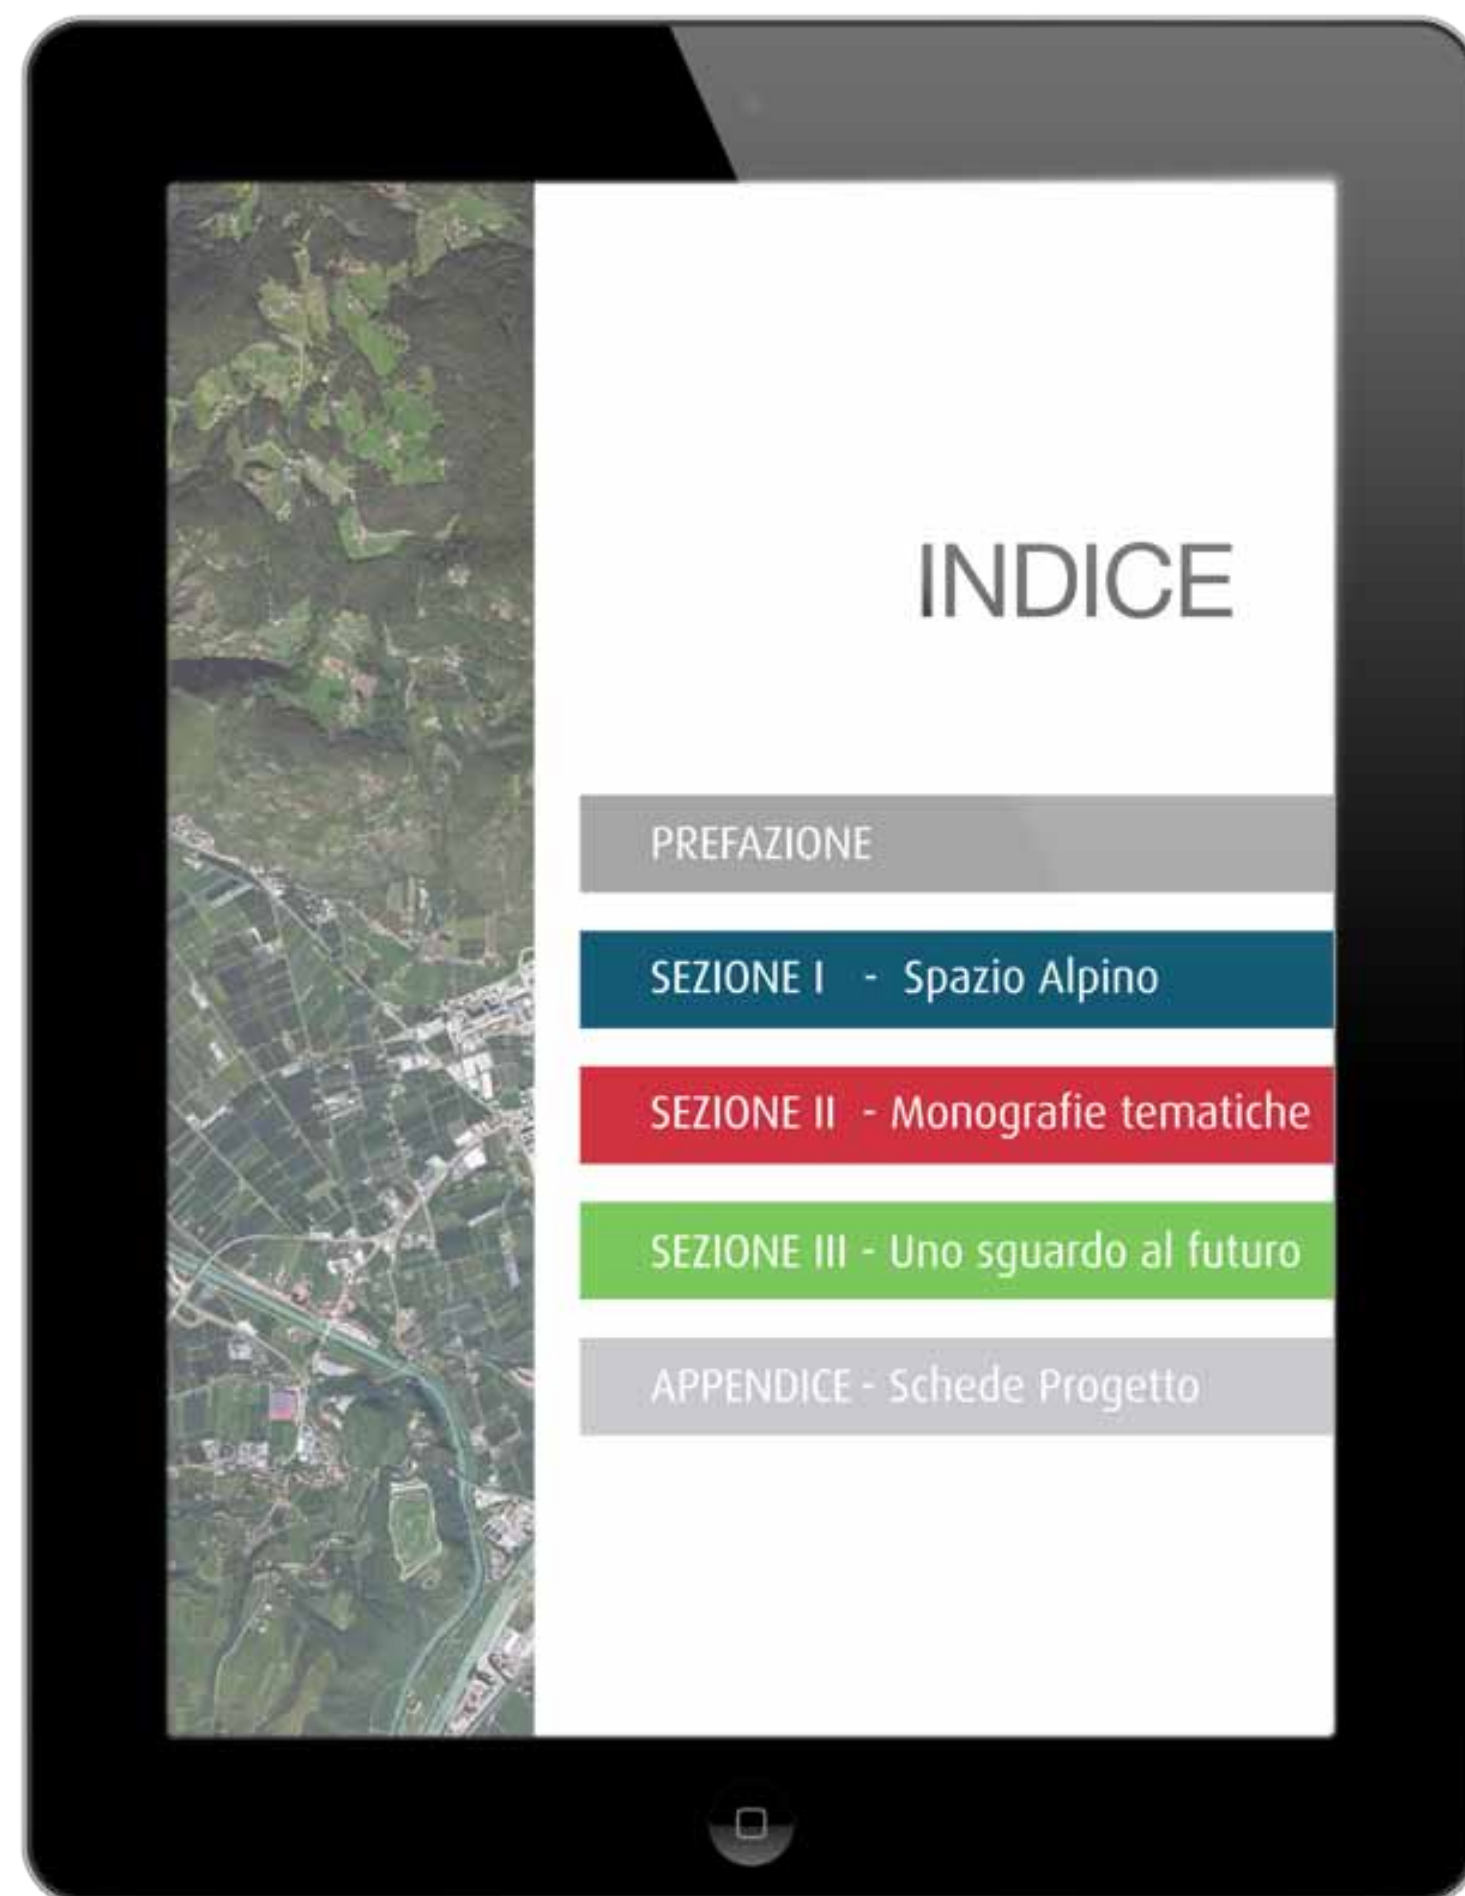 INDICE
PREFAZIONE
SEZIONE I - Spazio Alpino
SEZIONE II - Monografie tematiche
SEZIONE III - Uno sguardo al futuro
APPENDICE - Schede Progetto